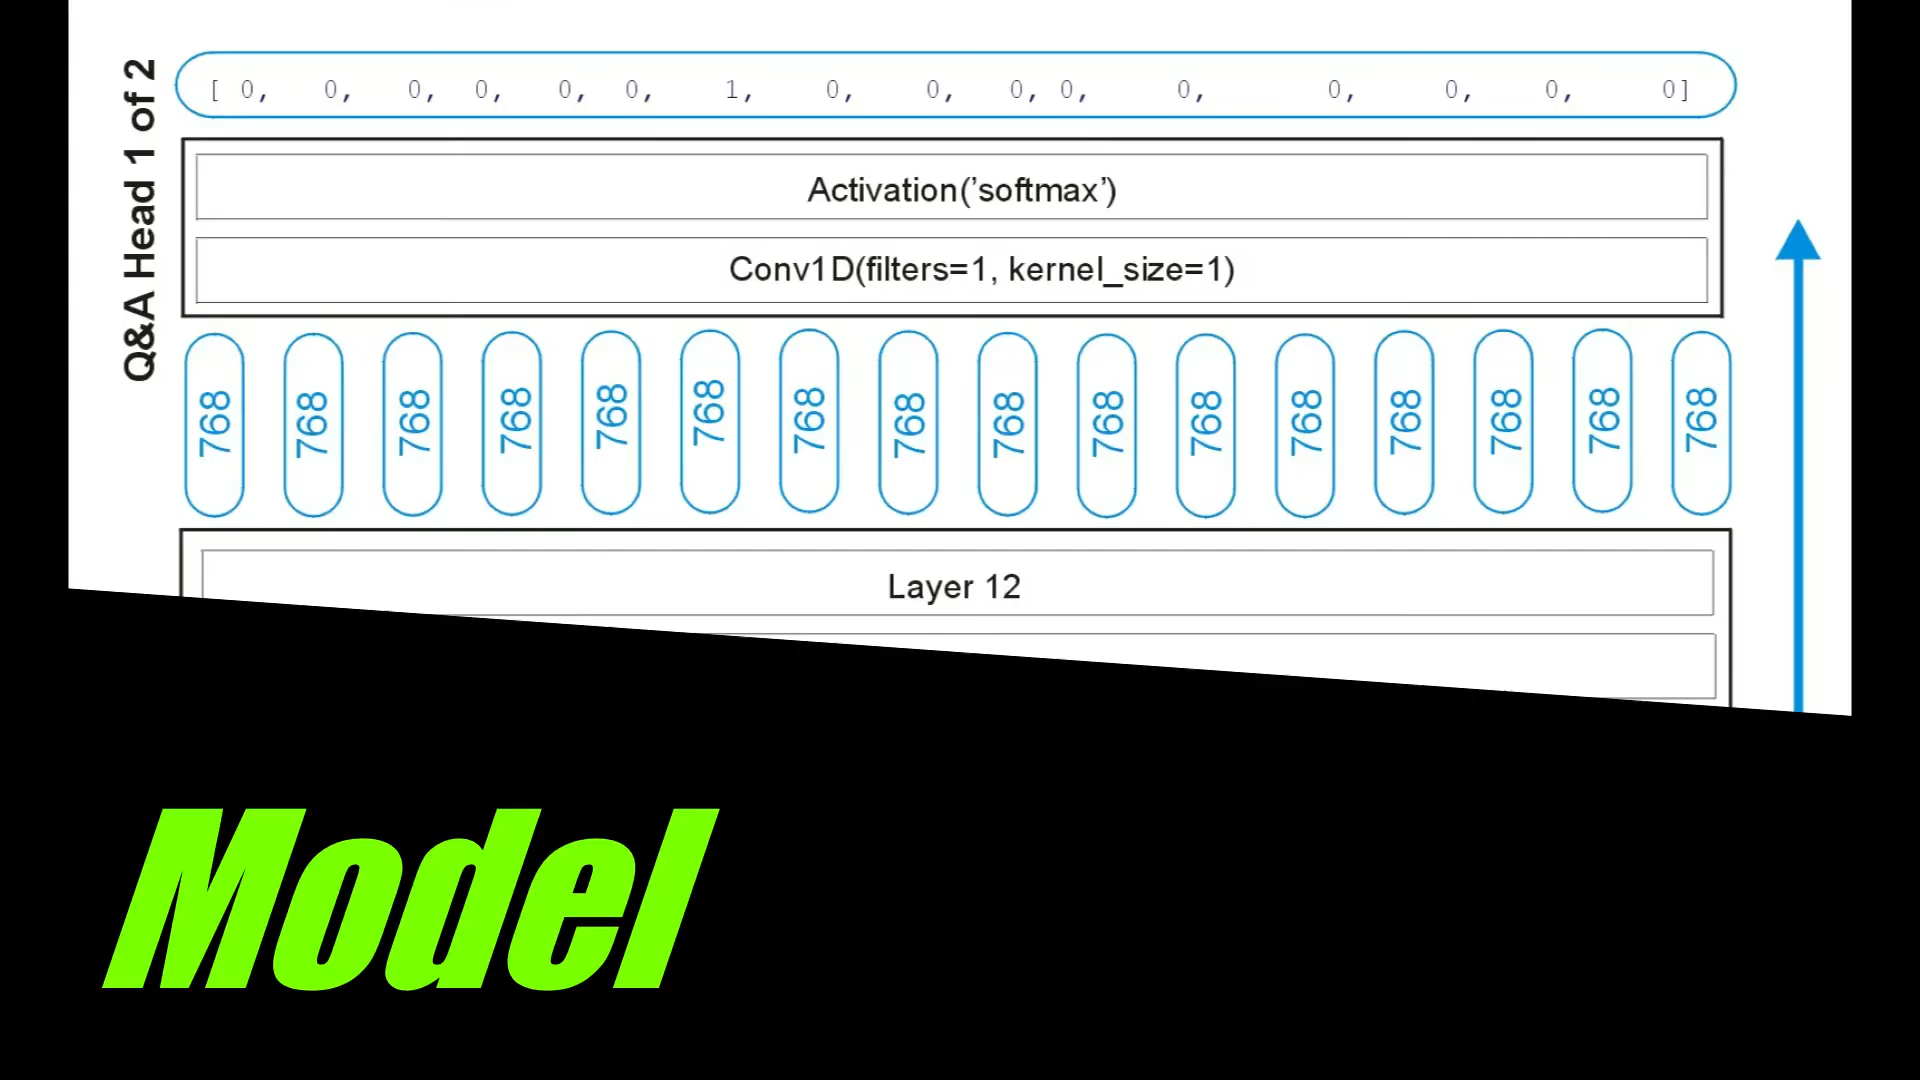 Q&A Head 1 of 2
[ 0, 0, 0, 0, 0, 0, 1, 0, 0, 0, 0, 0, 0, 0, 0, 0]
Activation('softmax')
Conv1D(filters=1, kernel_size=1)
768 768 768 768 768 768 768 768 768 768 768 768 768 768 768 768
Layer 12
Model